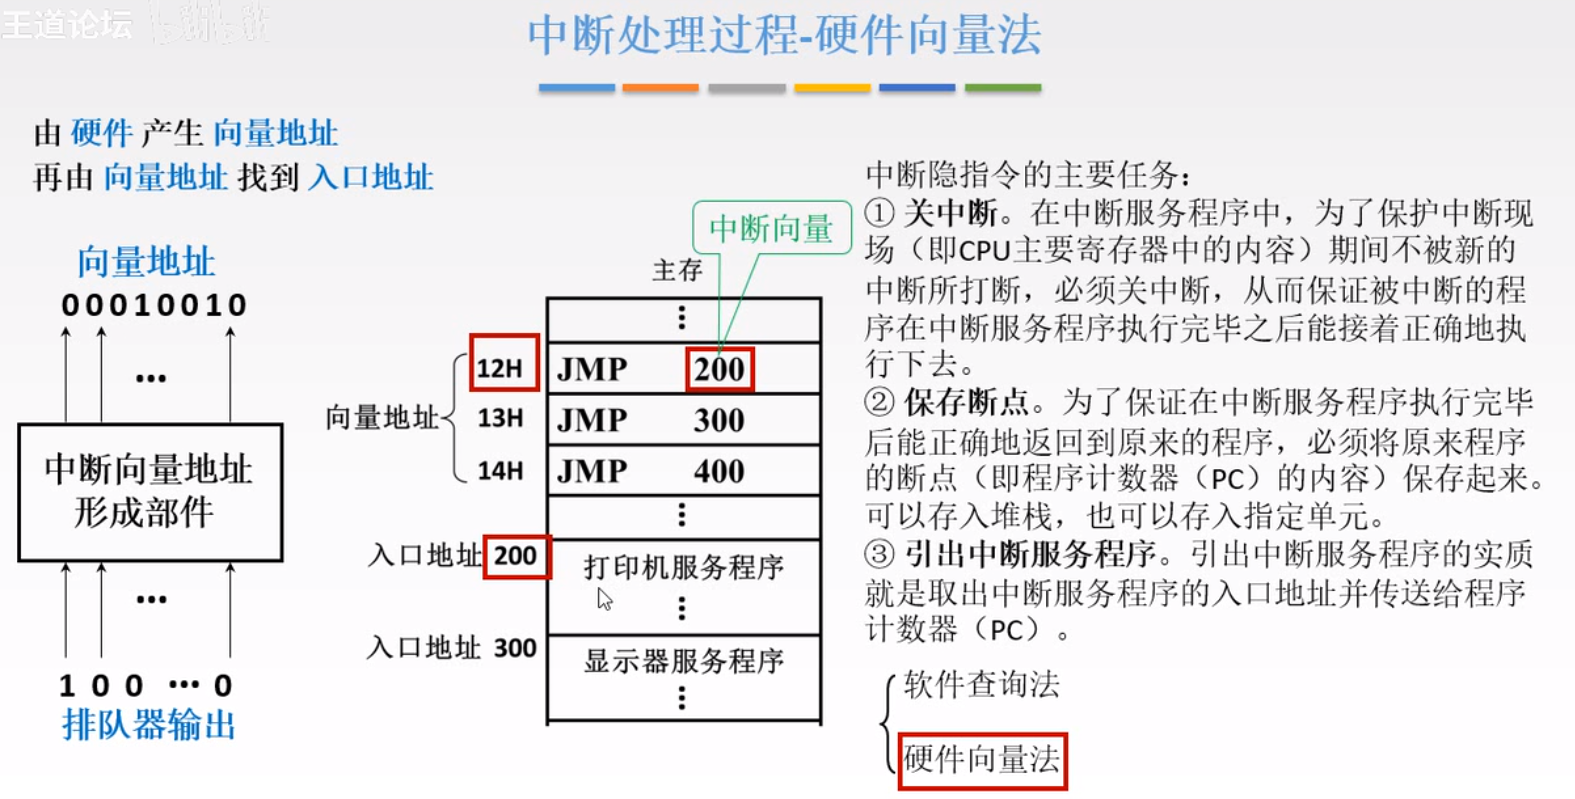 王道论坛 bilibili
中断处理过程-硬件向量法
由 硬件 产生 向量地址
再由 向量地址 找到 入口地址
向量地址
00010010
...
中断向量地址
形成部件
...
1 0 0 ... 0
排队器输出
中断向量
主存
向量地址
12H JMP 200
13H JMP 300
14H JMP 400
入口地址 200
打印机服务程序
入口地址 300
显示器服务程序
中断隐指令的主要任务：
① 关中断。在中断服务程序中，为了保护中断现
场（即CPU主要寄存器中的内容）期间不被新的
中断所打断，必须关中断，从而保证被中断的程
序在中断服务程序执行完毕之后能接着正确地执
行下去。
② 保存断点。为了保证在中断服务程序执行完毕
后能正确地返回到原来的程序，必须将原来程序
的断点（即程序计数器（PC）的内容）保存起来。
可以存入堆栈，也可以存入指定单元。
③ 引出中断服务程序。引出中断服务程序的实质
就是取出中断服务程序的入口地址并传送给程序
计数器（PC）。
软件查询法
硬件向量法